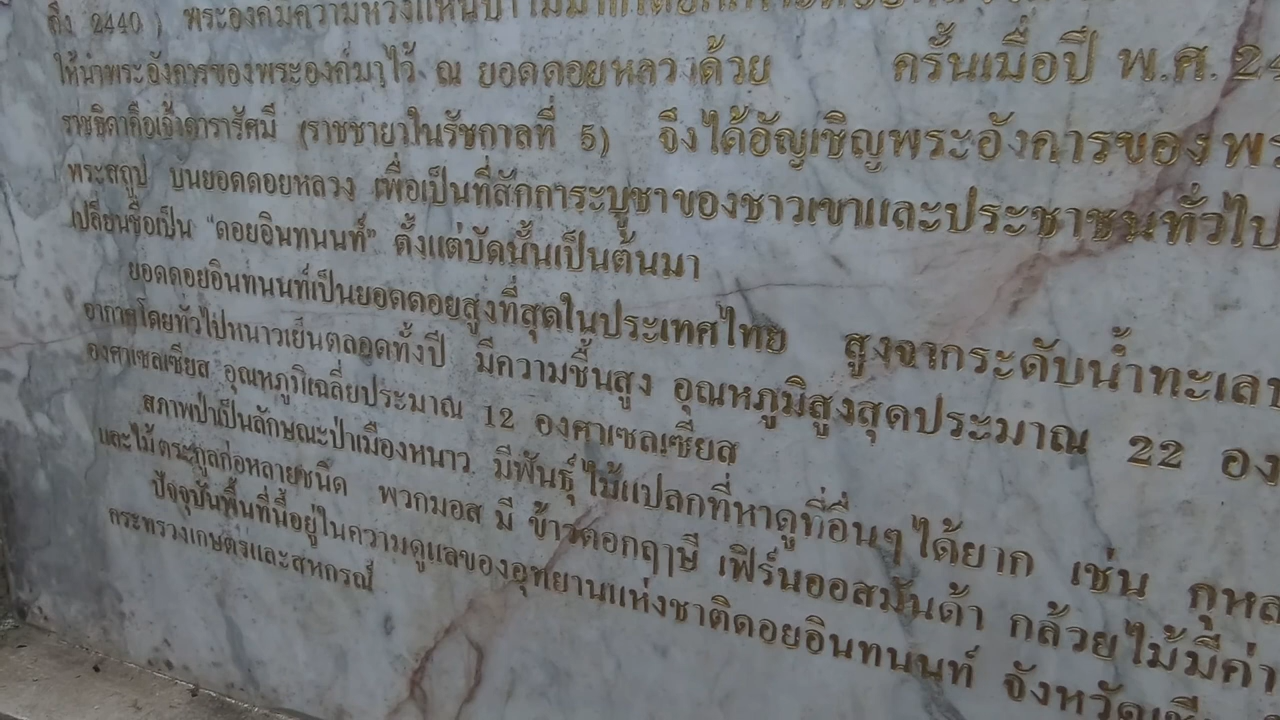 ถึง 2440 ) พระองค์มีความหวงแหนป่าไม้มาก
ให้นำพระอังคารของพระองค์มาไว้ ณ ยอดดอยหลวงด้วย ครั้นเมื่อปี พ.ศ. 24
ราชธิดาคือเจ้าดารารัศมี (ราชชายาในรัชกาลที่ 5) จึงได้อัญเชิญพระอังคารของพร
พระสถูป บนยอดดอยหลวง เพื่อเป็นที่สักการะบูชาของชาวเขาและประชาชนทั่วไป
เปลี่ยนชื่อเป็น "ดอยอินทนนท์" ตั้งแต่บัดนั้นเป็นต้นมา
ยอดดอยอินทนนท์เป็นยอดดอยสูงที่สุดในประเทศไทย สูงจากระดับน้ำทะเล
อากาศโดยทั่วไปหนาวเย็นตลอดทั้งปี มีความชื้นสูง อุณหภูมิสูงสุดประมาณ 22 อง
องศาเซลเซียส อุณหภูมิเฉลี่ยประมาณ 12 องศาเซลเซียส
สภาพป่าเป็นลักษณะป่าเมืองหนาว มีพันธุ์ไม้แปลกที่หาดูที่อื่นๆได้ยาก เช่น กุหล
และไม้ตระกูลก่อหลายชนิด พวกมอส มี ข้าวตอกฤาษี เฟิร์นออสมันด้า กล้วยไม้มีค่า
ปัจจุบันพื้นที่นี้อยู่ในความดูแลของอุทยานแห่งชาติดอยอินทนนท์ จังหวัดเชี
กระทรวงเกษตรและสหกรณ์